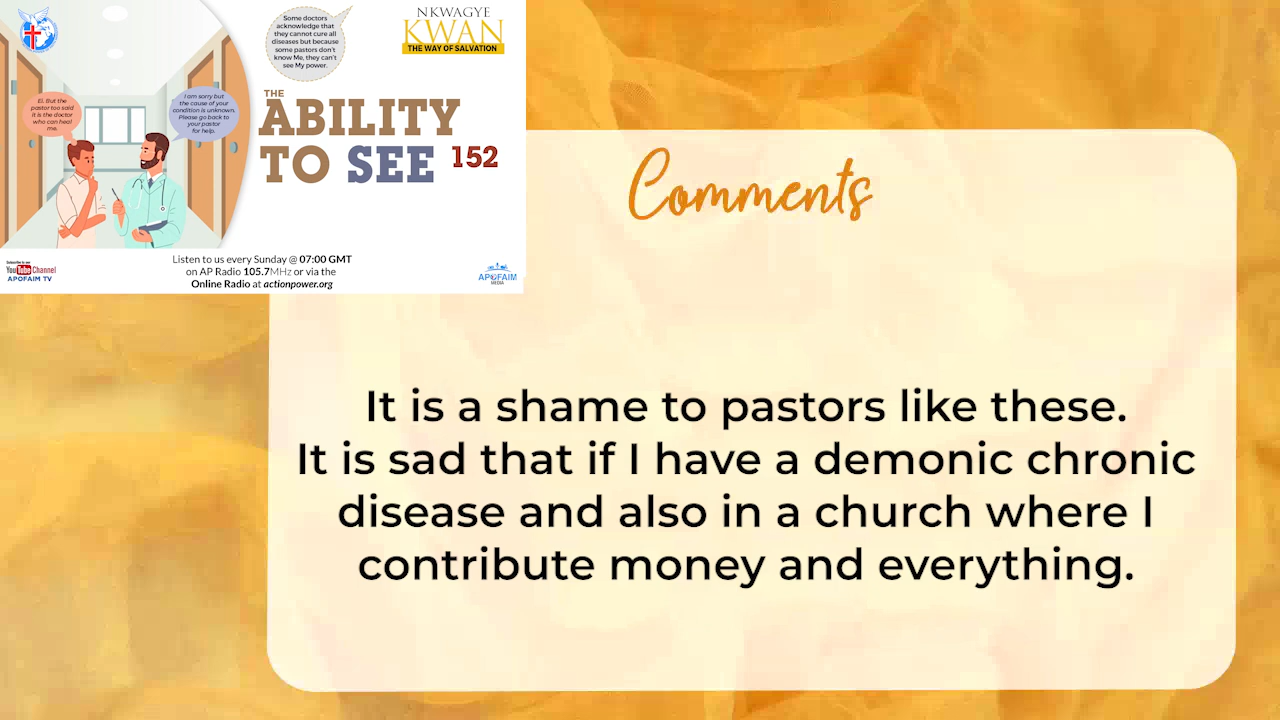 Some doctors
acknowledge that
they cannot cure all
diseases but because
some pastors don't
know Me, they can't
see My power.
NKWAGYE
KWAN
THE WAY OF SALVATION
EI. But the
pastor too said
it is the doctor
who can heal
me.
I am sorry but
the cause of your
condition is unknown.
Please go back to
your pastor
for help.
THE
ABILITY
TO SEE 152
Subscribe to our
YouTube Channel
APOFAIM TV
Listen to us every Sunday @ 07:00 GMT
on AP Radio 105.7MHz or via the
Online Radio at actionpower.org
APOFAIM
MEDIA
Comments
It is a shame to pastors like these.
It is sad that if I have a demonic chronic
disease and also in a church where I
contribute money and everything.